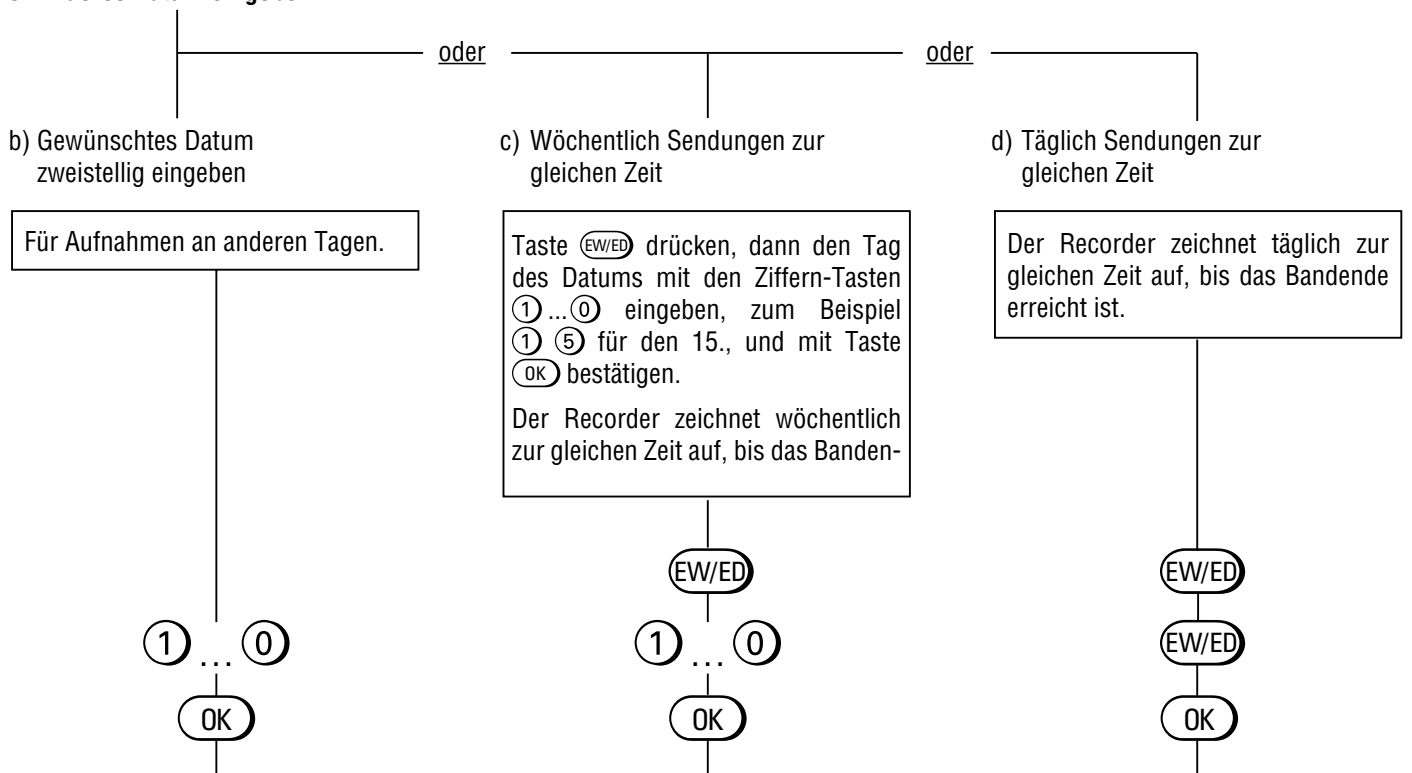 oder
oder
b) Gewünschtes Datum
zweistellig eingeben
Für Aufnahmen an anderen Tagen.
1 ... 0
OK
c) Wöchentlich Sendungen zur
gleichen Zeit
Taste EW/ED drücken, dann den Tag
des Datums mit den Ziffern-Tasten
1 ... 0 eingeben, zum Beispiel
1 5 für den 15., und mit Taste
OK bestätigen.
Der Recorder zeichnet wöchentlich
zur gleichen Zeit auf, bis das Banden-
EW/ED
1 ... 0
OK
d) Täglich Sendungen zur
gleichen Zeit
Der Recorder zeichnet täglich zur
gleichen Zeit auf, bis das Bandende
erreicht ist.
EW/ED
EW/ED
OK